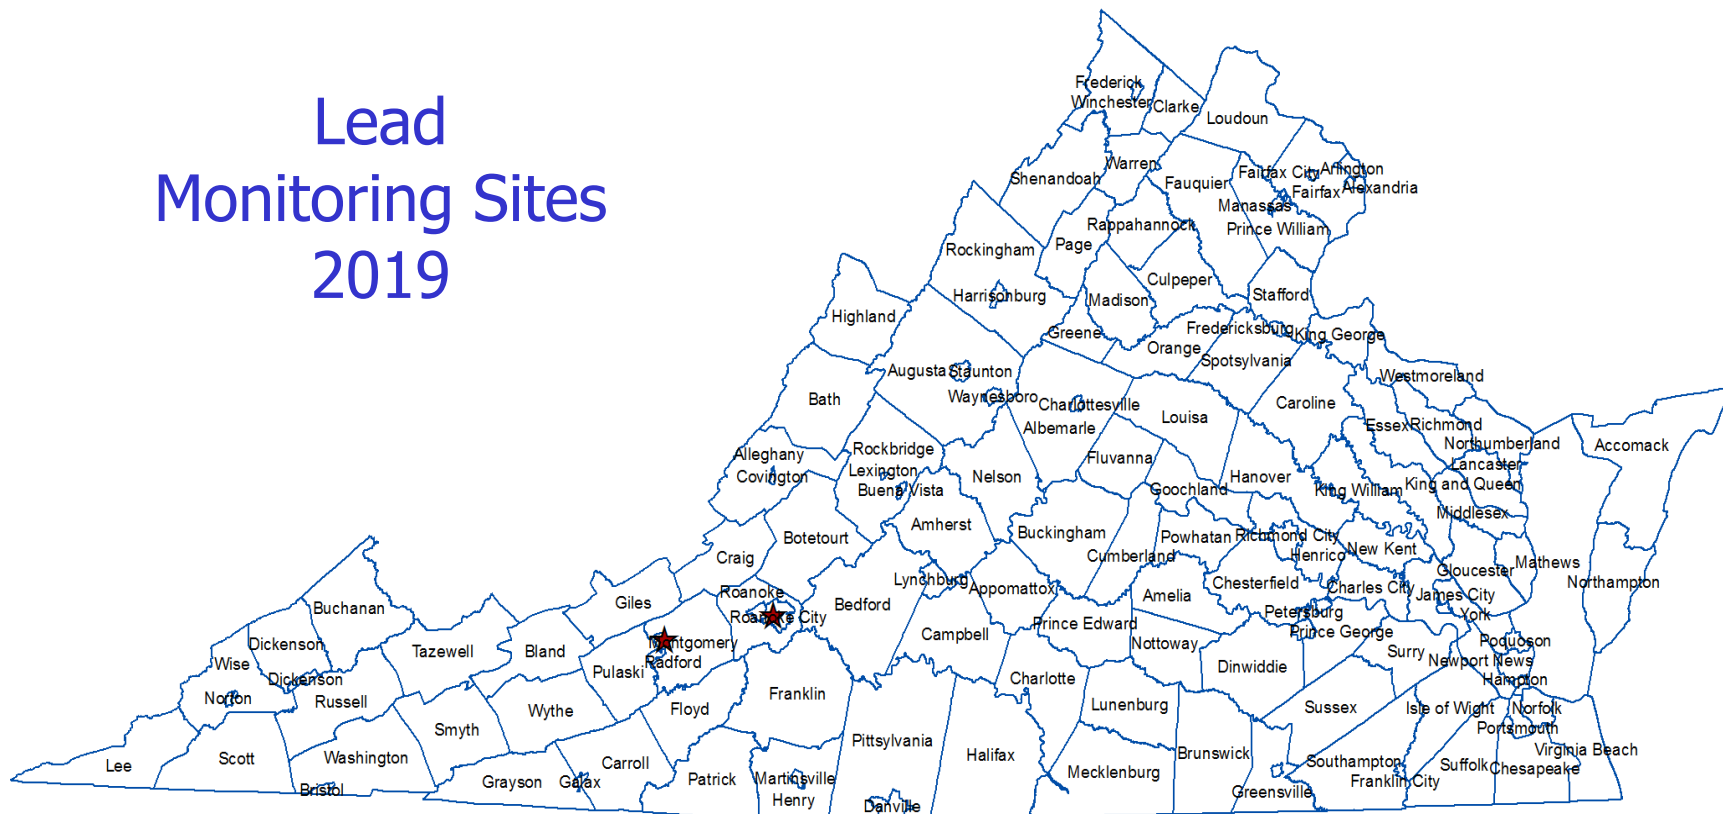 Lead
Monitoring Sites
2019
Frederick
Winchester
Clarke
Loudoun
Warren
Shenandoah
Fauquier
Fairfax City
Arlington
Fairfax
Alexandria
Manassas
Prince William
Rappahannock
Page
Rockingham
Culpeper
Harrisonburg
Madison
Stafford
Highland
Greene
Fredericksburg
King George
Orange
Spotsylvania
Augusta
Staunton
Westmoreland
Waynesboro
Bath
Charlottesville
Louisa
Caroline
Albemarle
Essex
Richmond
Northumberland
Accomack
Alleghany
Rockbridge
Fluvanna
Lancaster
Covington
Lexington
Nelson
Hanover
King and Queen
Buena Vista
Goochland
King William
Middlesex
Amherst
Buckingham
Botetourt
Powhatan
Richmond City
Craig
Cumberland
Henrico
New Kent
Mathews
Gloucester
Lynchburg
Appomattox
Chesterfield
Charles City
Northampton
Roanoke
Giles
Buchanan
Bedford
Amelia
James City
Roanoke City
Petersburg
York
Prince Edward
Campbell
Prince George
Dickenson
Tazewell
Bland
Montgomery
Nottoway
Poquoson
Wise
Radford
Surry
Newport News
Dinwiddie
Pulaski
Dickenson
Charlotte
Hampton
Norton
Russell
Franklin
Wythe
Floyd
Lunenburg
Sussex
Isle of Wight
Norfolk
Smyth
Portsmouth
Pittsylvania
Halifax
Brunswick
Virginia Beach
Scott
Washington
Lee
Carroll
Southampton
Suffolk
Chesapeake
Grayson
Galax
Patrick
Martinsville
Mecklenburg
Franklin City
Bristol
Henry
Danville
Greensville